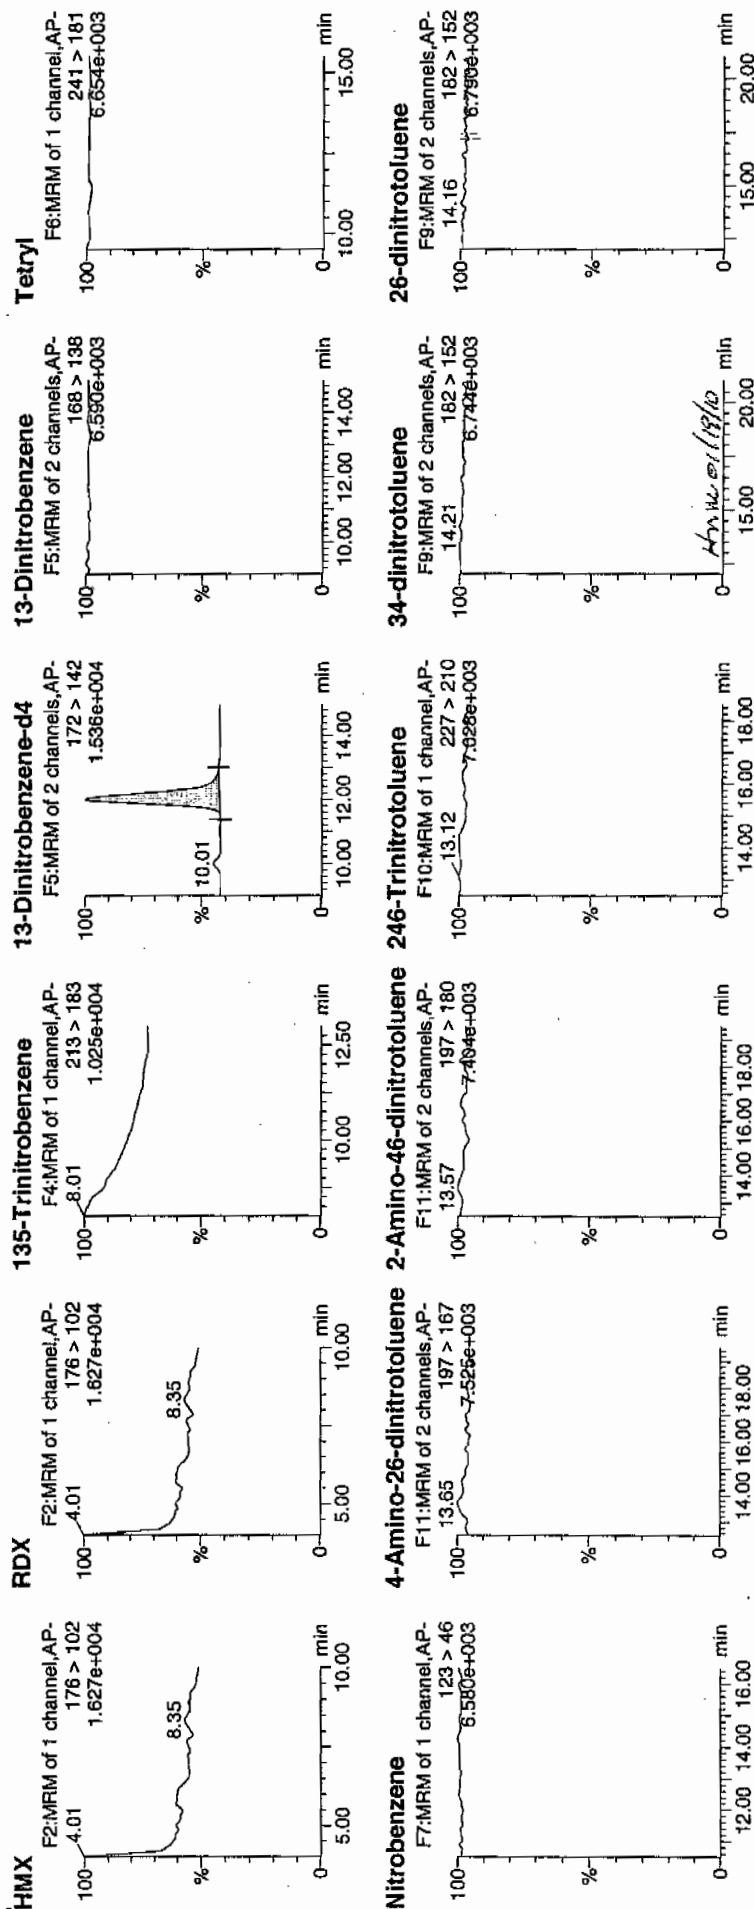 HMX
F2:MRM of 1 channel,AP-
176 > 102
1.627e+004
4.01
8.35
100
%
0
5.00 10.00 min
RDX
F2:MRM of 1 channel,AP-
176 > 102
1.627e+004
4.01
8.35
100
%
0
5.00 10.00 min
135-Trinitrobenzene
F4:MRM of 1 channel,AP-
213 > 183
1.025e+004
8.01
100
%
0
10.00 12.50 min
13-Dinitrobenzene-d4
F5:MRM of 2 channels,AP-
172 > 142
1.536e+004
10.01
100
%
0
10.00 12.00 14.00 min
13-Dinitrobenzene
F5:MRM of 2 channels,AP-
168 > 138
6.590e+003
100
%
0
10.00 12.00 14.00 min
Tetryl
F6:MRM of 1 channel,AP-
241 > 181
6.654e+003
100
%
0
10.00 15.00 min
Nitrobenzene
F7:MRM of 1 channel,AP-
123 > 46
6.580e+003
100
%
0
12.00 14.00 16.00 min
4-Amino-26-dinitrotoluene
F11:MRM of 2 channels,AP-
197 > 167
7.525e+003
13.65
100
%
0
14.00 16.00 18.00 min
2-Amino-46-dinitrotoluene
F11:MRM of 2 channels,AP-
197 > 180
7.404e+003
13.57
100
%
0
14.00 16.00 18.00 min
246-Trinitrotoluene
F10:MRM of 1 channel,AP-
227 > 210
7.028e+003
13.12
100
%
0
14.00 16.00 18.00 min
34-dinitrotoluene
F9:MRM of 2 channels,AP-
182 > 152
6.744e+003
14.21
100
%
0
15.00 20.00 min
01/19/10
26-dinitrotoluene
F9:MRM of 2 channels,AP-
182 > 152
6.790e+003
14.16
100
%
0
15.00 20.00 min